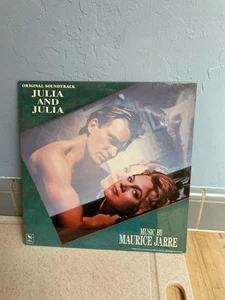 ORIGINAL SOUNDTRACK
JULIA
AND
JULIA
MUSIC BY
MAURICE JARRE